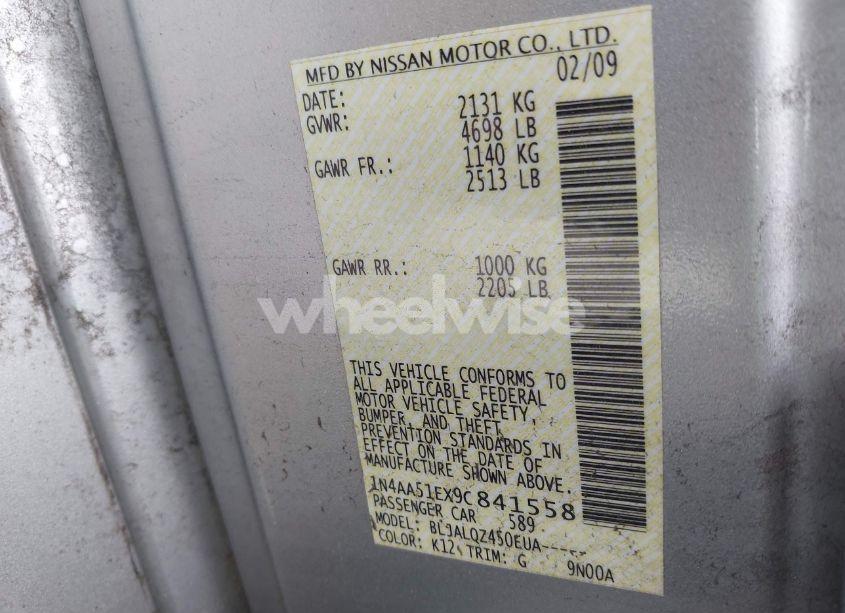 MFD BY NISSAN MOTOR CO., LTD.
DATE: 02/09
GVWR: 2131 KG
4698 LB
GAWR FR.: 1140 KG
2513 LB
GAWR RR.: 1000 KG
2205 LB
wheelwise
THIS VEHICLE CONFORMS TO
ALL APPLICABLE FEDERAL
MOTOR VEHICLE SAFETY,
BUMPER, AND THEFT
PREVENTION STANDARDS IN
EFFECT ON THE DATE OF
MANUFACTURE SHOWN ABOVE.
1N4AA51EX9C841558
PASSENGER CAR 589
MODEL: BL9ALQZ450EUA-----
COLOR: K12 TRIM: G 9N00A